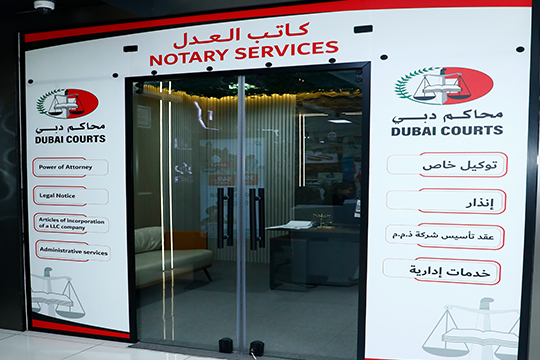 كاتب العدل
NOTARY SERVICES
محاكم دبي
DUBAI COURTS
Power of Attorney
Legal Notice
Articles of Incorporation
of a LLC company
Administrative services
محاكم دبي
DUBAI COURTS
توكيل خاص
إنذار
عقد تأسيس شركة ذ.م.م
خدمات إدارية